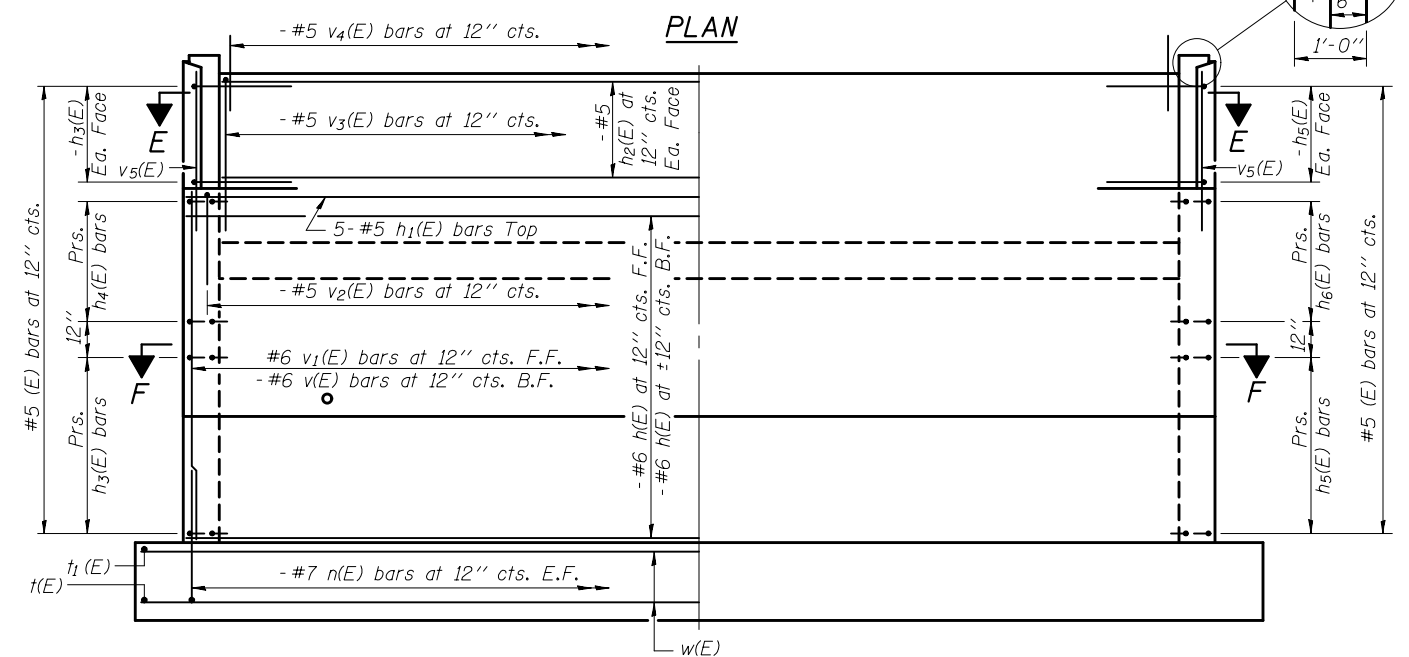 PLAN
6
1'-0"
- #5 v4(E) bars at 12" cts.
- #5 v3(E) bars at 12" cts.
- #5
h2(E) at
12" cts.
Ea. Face
- h3(E)
Ea. Face
E
v5(E)
- h5(E)
Ea. Face
E
v5(E)
#5 (E) bars at 12" cts.
Prs.
h4(E) bars
12"
Prs.
h3(E) bars
F
5- #5 h1(E) bars Top
- #5 v2(E) bars at 12" cts.
#6 v1(E) bars at 12" cts. F.F.
- #6 v(E) bars at 12" cts. B.F.
- #6 h(E) at 12" cts. F.F.
- #6 h(E) at ±12" cts. B.F.
Prs.
h6(E) bars
12"
Prs.
h5(E) bars
F
#5 (E) bars at 12" cts.
t1(E)
t(E)
- #7 n(E) bars at 12" cts. E.F.
w(E)